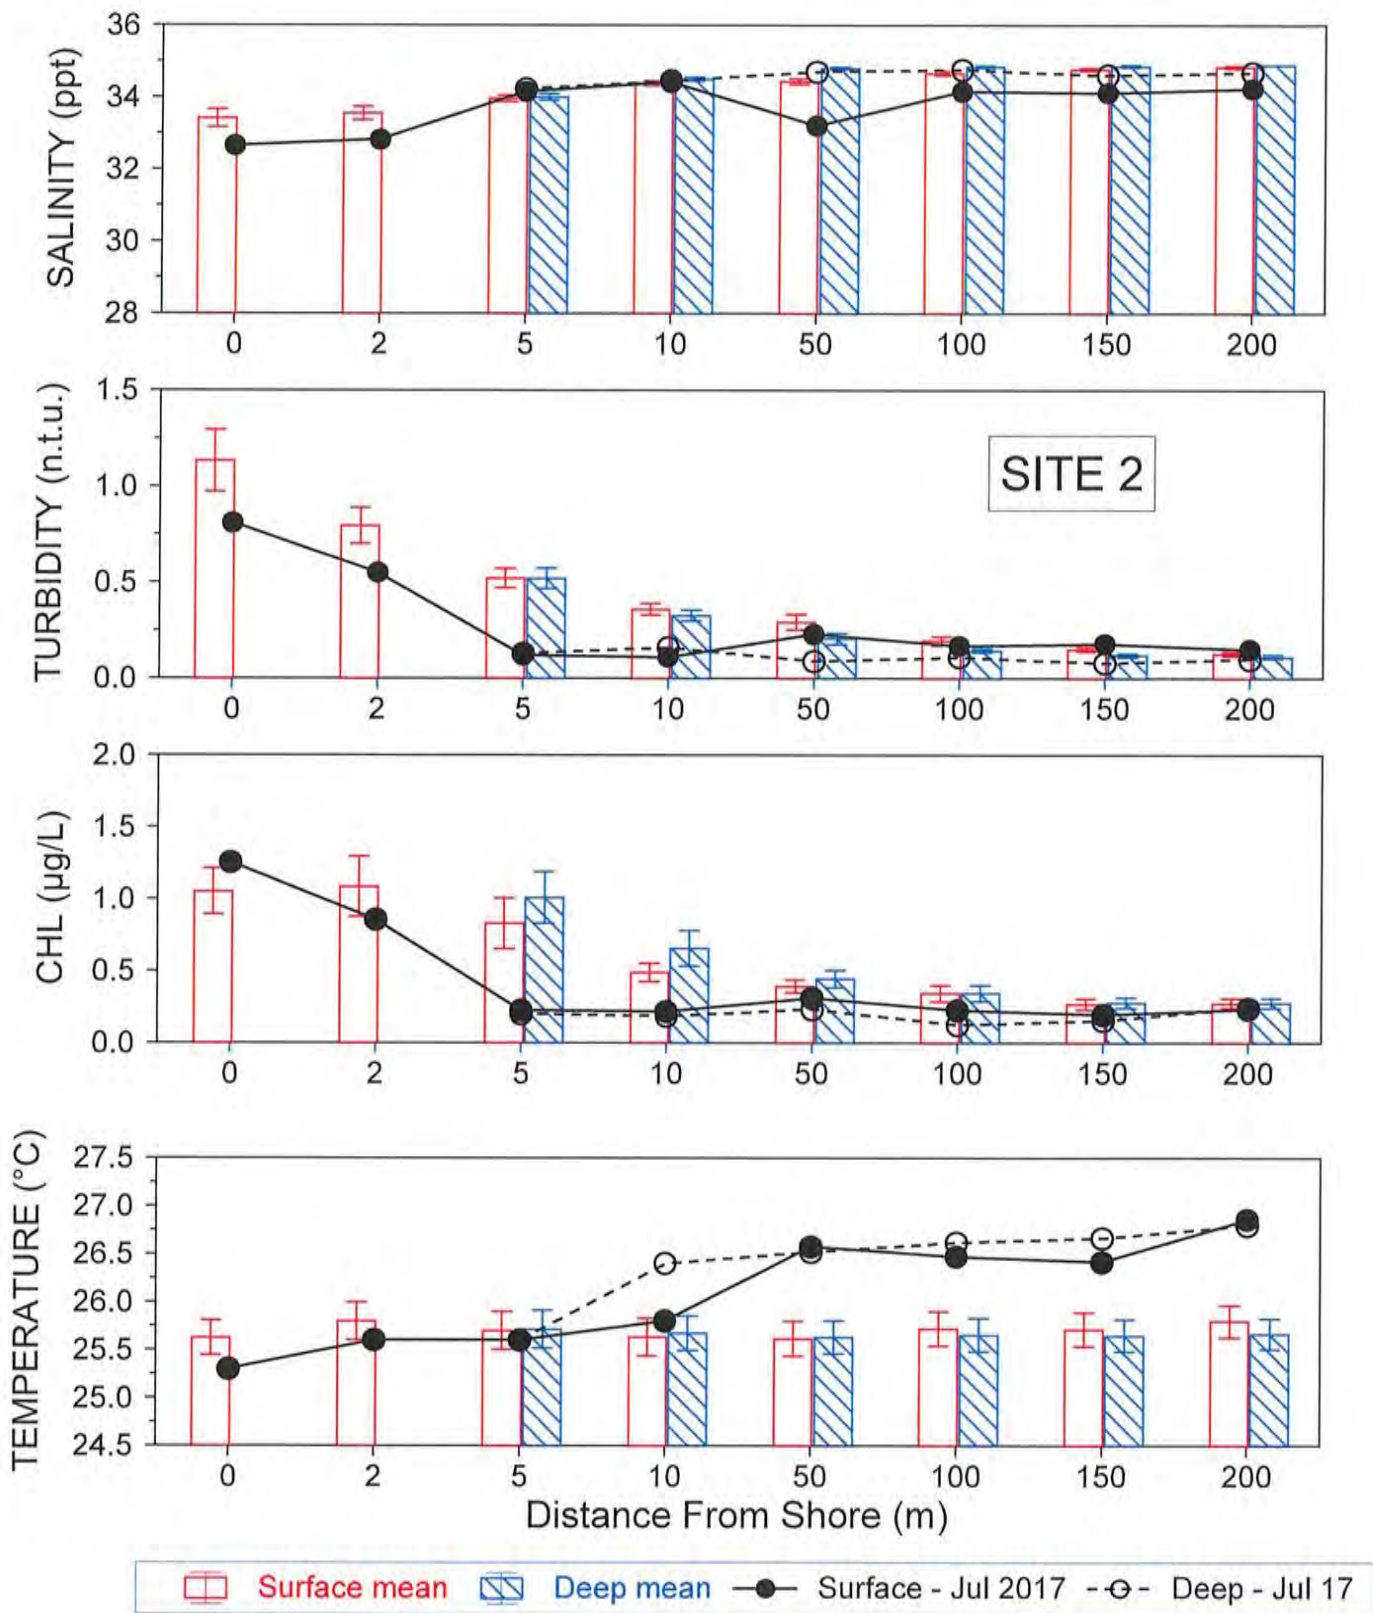 SALINITY (ppt)
36
34
32
30
28
0 2 5 10 50 100 150 200
TURBIDITY (n.t.u.)
1.5
1.0
0.5
0.0
SITE 2
0 2 5 10 50 100 150 200
CHL (µg/L)
2.0
1.5
1.0
0.5
0.0
0 2 5 10 50 100 150 200
TEMPERATURE (°C)
27.5
27.0
26.5
26.0
25.5
25.0
24.5
0 2 5 10 50 100 150 200
Distance From Shore (m)
Surface mean Deep mean Surface - Jul 2017 Deep - Jul 17